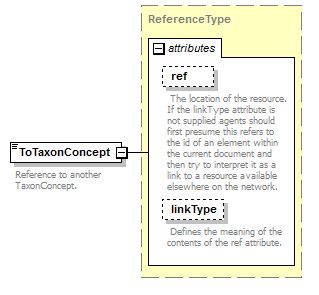 ReferenceType
attributes
ref
The location of the resource.
If the linkType attribute is
not supplied agents should
first presume this refers to
the id of an element within
the current document and
then try to interpret it as a
link to a resource available
elsewhere on the network.
ToTaxonConcept
Reference to another
TaxonConcept.
linkType
Defines the meaning of the
contents of the ref attribute.